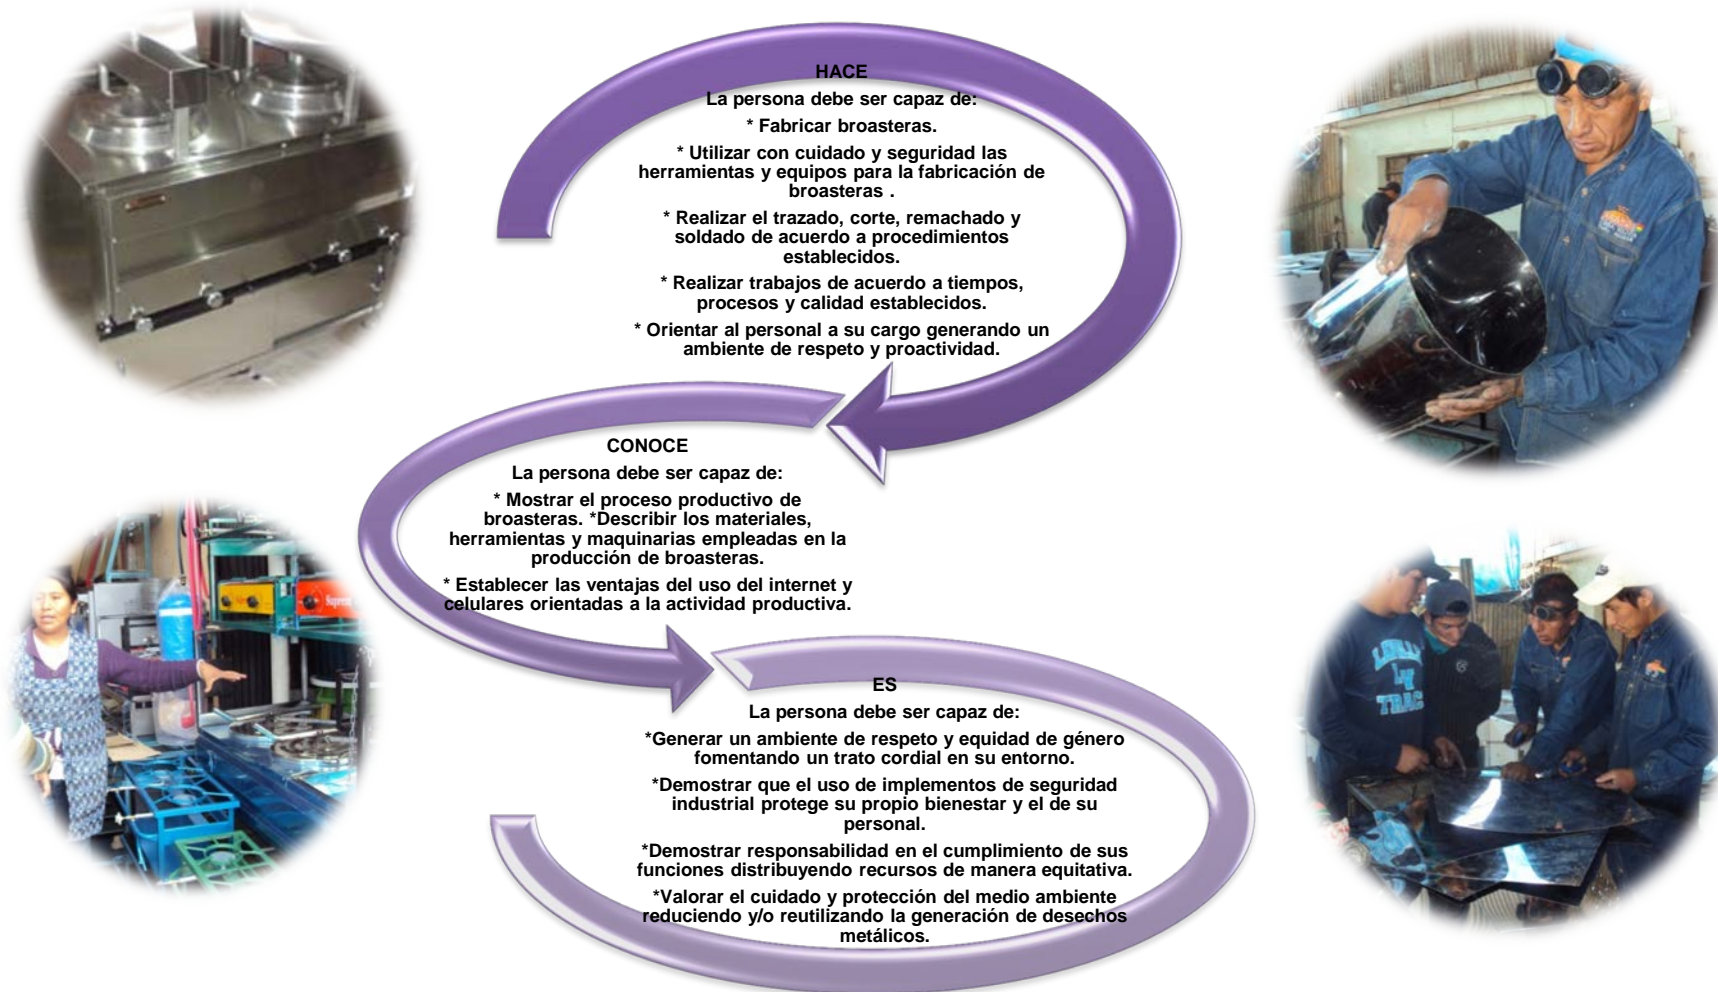 HACE
La persona debe ser capaz de:
* Fabricar broasteras.
* Utilizar con cuidado y seguridad las
herramientas y equipos para la fabricación de
broasteras .
* Realizar el trazado, corte, remachado y
soldado de acuerdo a procedimientos
establecidos.
* Realizar trabajos de acuerdo a tiempos,
procesos y calidad establecidos.
* Orientar al personal a su cargo generando un
ambiente de respeto y proactividad.
CONOCE
La persona debe ser capaz de:
* Mostrar el proceso productivo de
broasteras. *Describir los materiales,
herramientas y maquinarias empleadas en la
producción de broasteras.
* Establecer las ventajas del uso del internet y
celulares orientadas a la actividad productiva.
ES
La persona debe ser capaz de:
*Generar un ambiente de respeto y equidad de género
fomentando un trato cordial en su entorno.
*Demostrar que el uso de implementos de seguridad
industrial protege su propio bienestar y el de su
personal.
*Demostrar responsabilidad en el cumplimiento de sus
funciones distribuyendo recursos de manera equitativa.
*Valorar el cuidado y protección del medio ambiente
reduciendo y/o reutilizando la generación de desechos
metálicos.